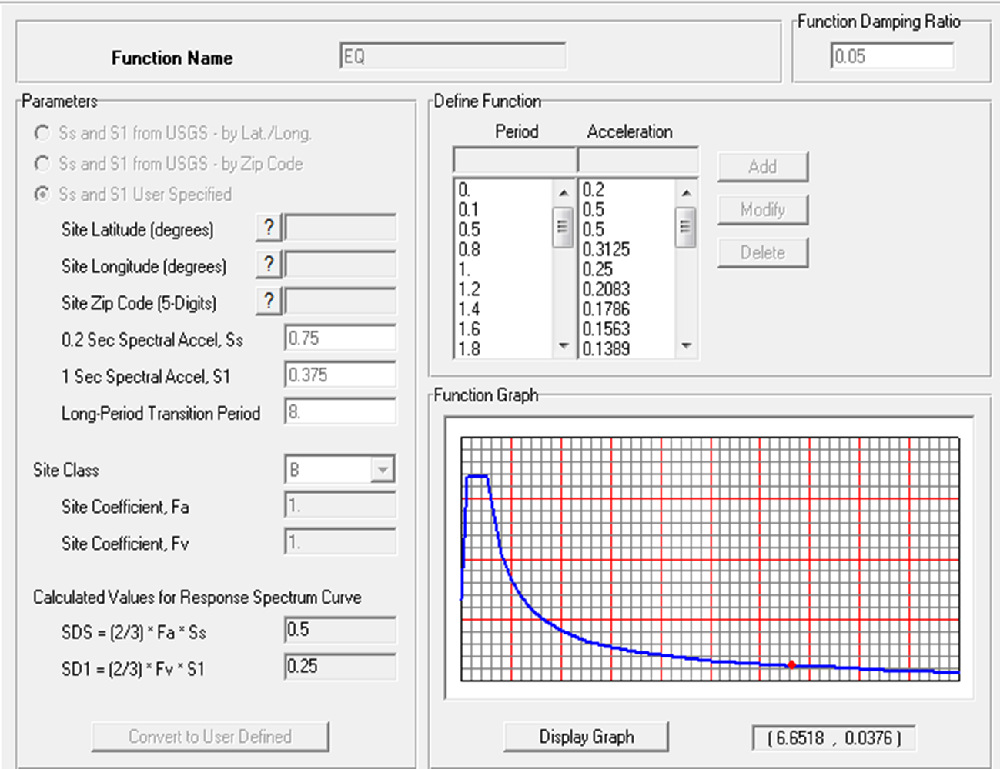 Function Name
EQ
Function Damping Ratio
0.05
Parameters
Ss and S1 from USGS - by Lat./Long.
Ss and S1 from USGS - by Zip Code
Ss and S1 User Specified
Site Latitude (degrees) ?
Site Longitude (degrees) ?
Site Zip Code (5-Digits) ?
0.2 Sec Spectral Accel, Ss 0.75
1 Sec Spectral Accel, S1 0.375
Long-Period Transition Period 8.
Site Class B
Site Coefficient, Fa 1.
Site Coefficient, Fv 1.
Calculated Values for Response Spectrum Curve
SDS = (2/3) * Fa * Ss 0.5
SD1 = (2/3) * Fv * S1 0.25
Convert to User Defined
Define Function
Period Acceleration
0. 0.2
0.1 0.5
0.5 0.5
0.8 0.3125
1. 0.25
1.2 0.2083
1.4 0.1786
1.6 0.1563
1.8 0.1389
Add
Modify
Delete
Function Graph
Display Graph
( 6.6518 , 0.0376 )